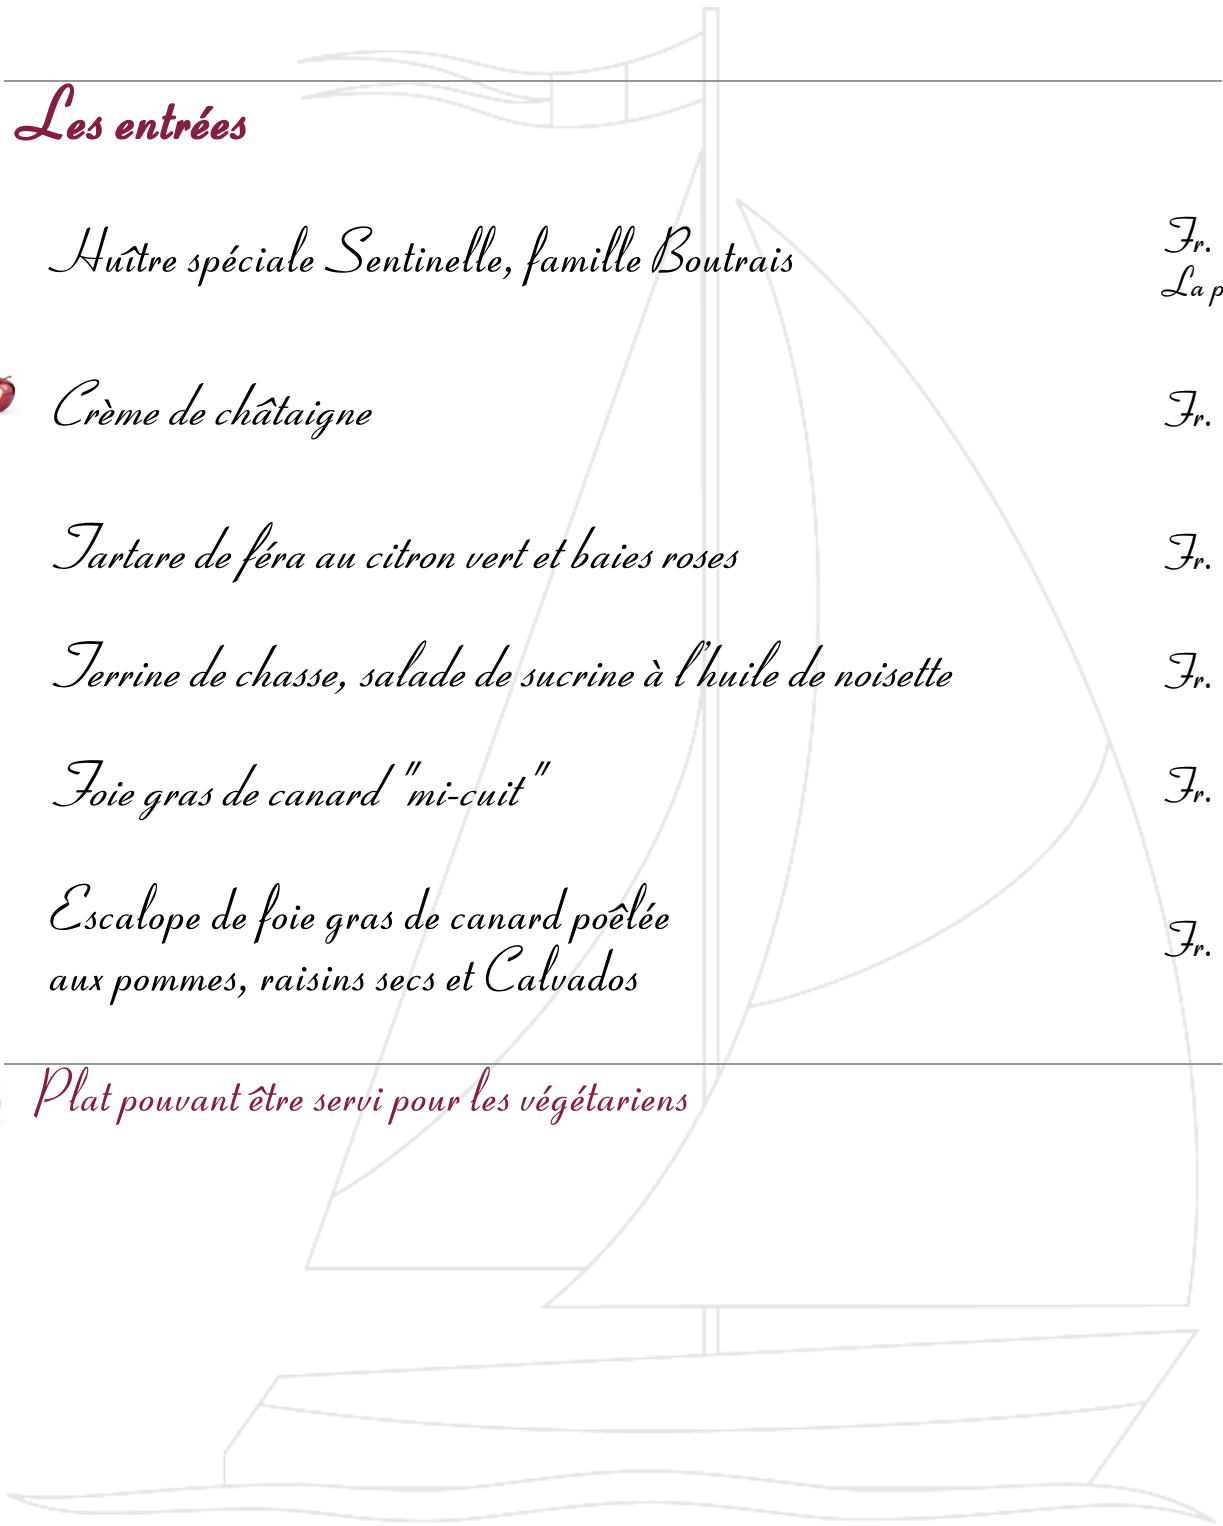 Les entrées
Huître spéciale Sentinelle, famille Boutrais Fr.
La p
Crème de châtaigne Fr.
Tartare de féra au citron vert et baies roses Fr.
Terrine de chasse, salade de sucrine à l'huile de noisette Fr.
Foie gras de canard "mi-cuit" Fr.
Escalope de foie gras de canard poêlée
aux pommes, raisins secs et Calvados Fr.
Plat pouvant être servi pour les végétariens